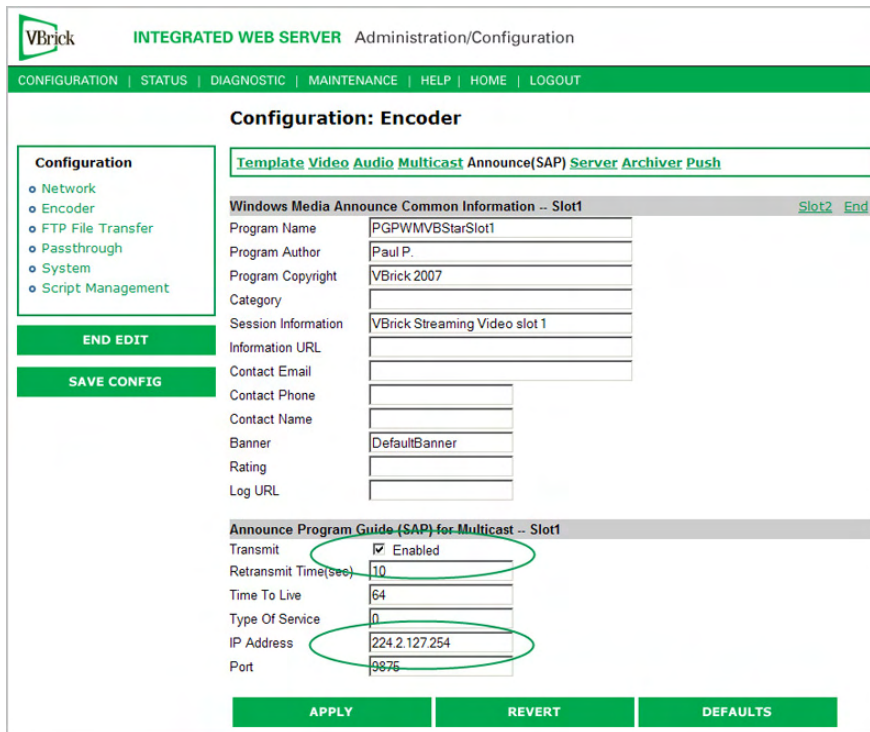 VBrick INTEGRATED WEB SERVER Administration/Configuration
CONFIGURATION | STATUS | DIAGNOSTIC | MAINTENANCE | HELP | HOME | LOGOUT
Configuration: Encoder
Configuration
Network
Encoder
FTP File Transfer
Passthrough
System
Script Management
END EDIT
SAVE CONFIG
Template Video Audio Multicast Announce(SAP) Server Archiver Push
Windows Media Announce Common Information -- Slot1 Slot2 End
Program Name PGPWMVBStarSlot1
Program Author Paul P.
Program Copyright VBrick 2007
Category
Session Information VBrick Streaming Video slot 1
Information URL
Contact Email
Contact Phone
Contact Name
Banner DefaultBanner
Rating
Log URL
Announce Program Guide (SAP) for Multicast -- Slot1
Transmit Enabled
Retransmit Time(sec) 10
Time To Live 64
Type Of Service 0
IP Address 224.2.127.254
Port 9875
APPLY REVERT DEFAULTS